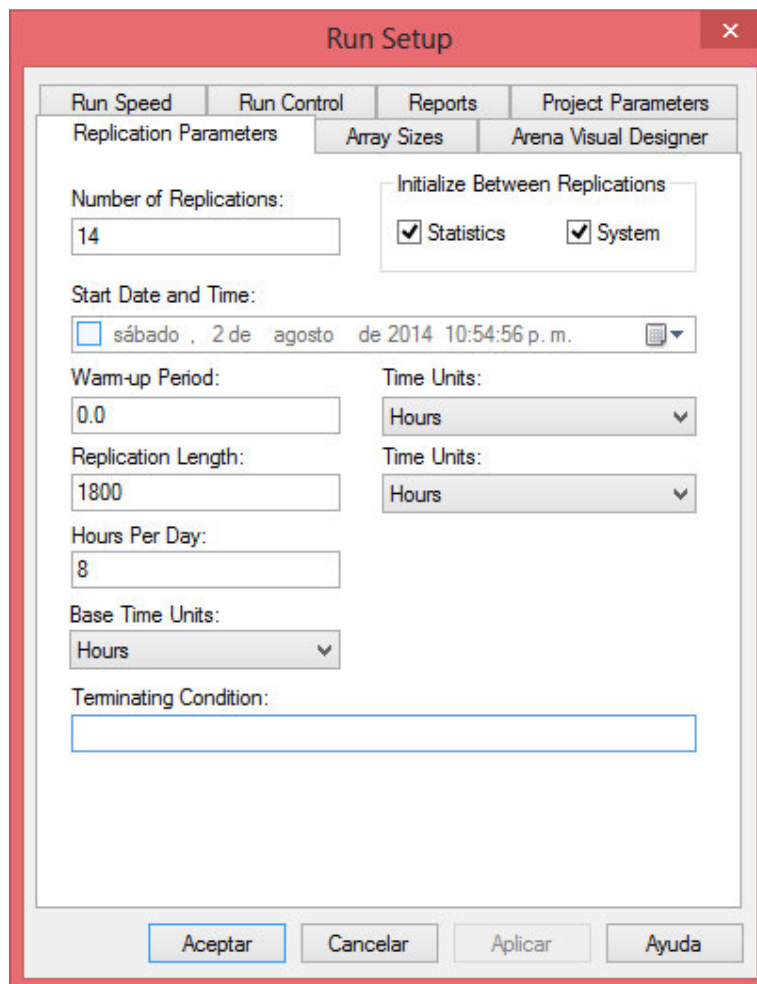 Run Setup
Run Speed Run Control Reports Project Parameters
Replication Parameters Array Sizes Arena Visual Designer
Number of Replications:
Initialize Between Replications
14
Statistics System
Start Date and Time:
sábado , 2 de agosto de 2014 10:54:56 p. m.
Warm-up Period: Time Units:
0.0 Hours
Replication Length: Time Units:
1800 Hours
Hours Per Day:
8
Base Time Units:
Hours
Terminating Condition:
Aceptar Cancelar Aplicar Ayuda